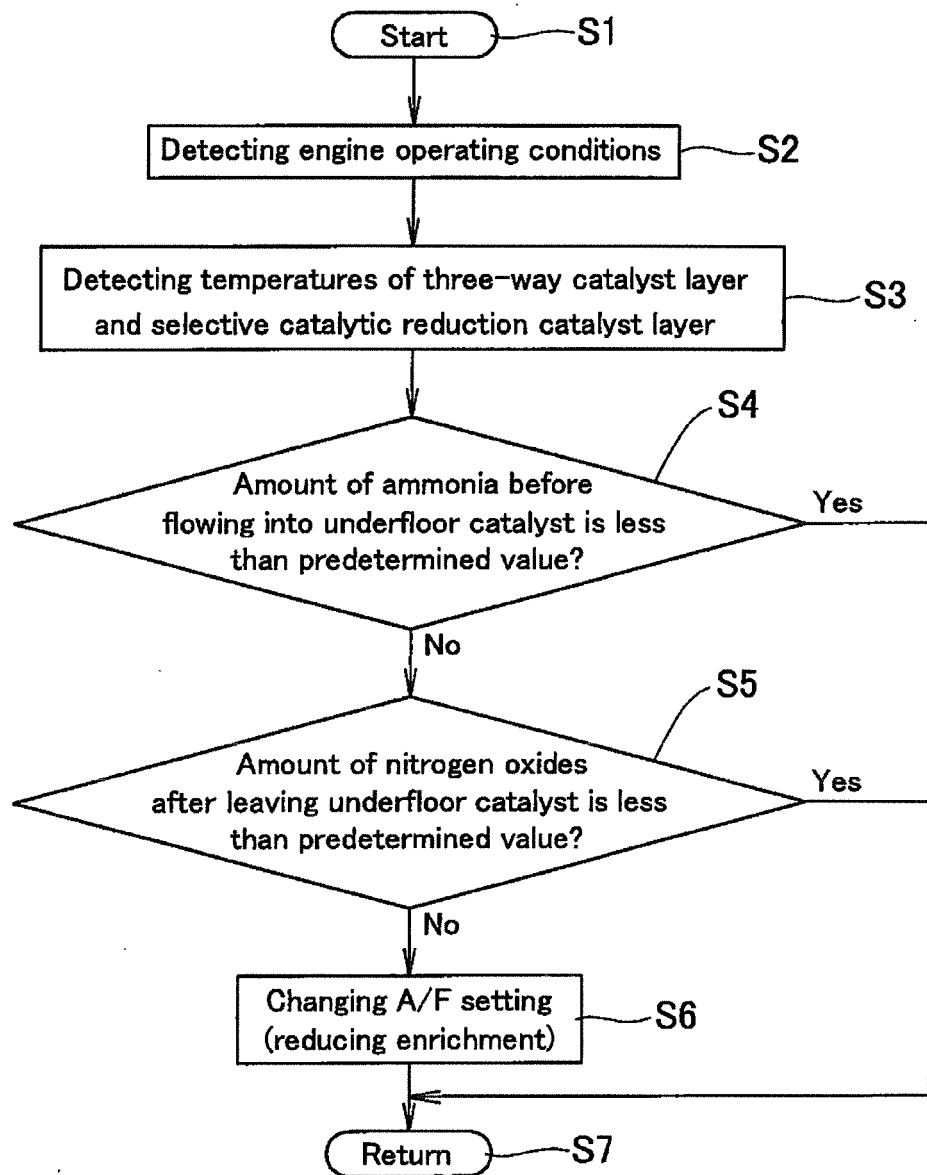 Start
S1
Detecting engine operating conditions
S2
Detecting temperatures of three-way catalyst layer
and selective catalytic reduction catalyst layer
S3
S4
Amount of ammonia before
flowing into underfloor catalyst is less
than predetermined value?
Yes
No
S5
Amount of nitrogen oxides
after leaving underfloor catalyst is less
than predetermined value?
Yes
No
Changing A/F setting
(reducing enrichment)
S6
Return
S7